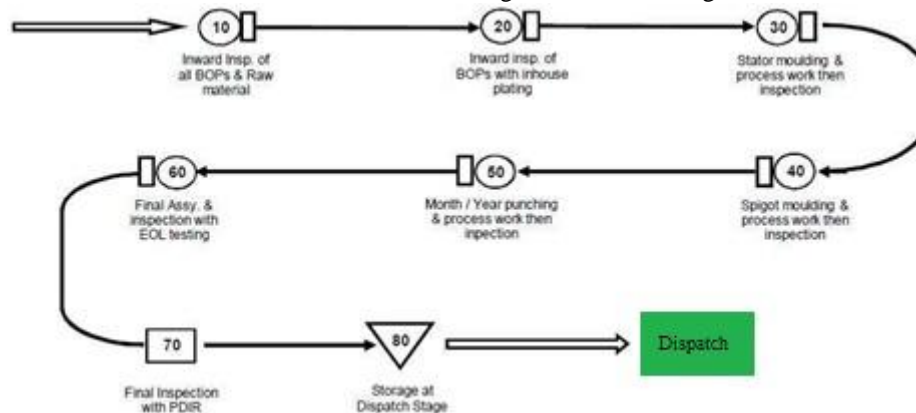 10
Inward Insp. of
all BOPs & Raw
material
20
Inward insp. of
BOPs with inhouse
plating
30
Stator moulding &
process work then
inspection
60
Final Assy. &
inspection with
EOL testing
50
Month / Year punching
& process work then
inpection
40
Spigot moulding &
process work then
inspection
70
Final Inspection
with PDIR
80
Storage at
Dispatch Stage
Dispatch